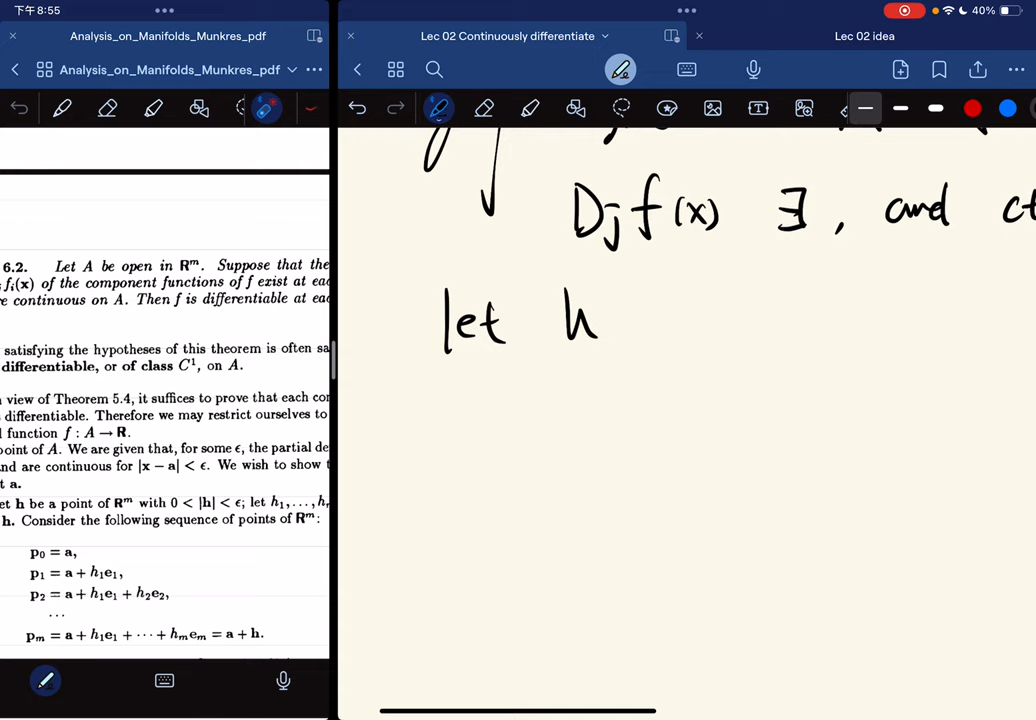 下午8:55
40%
Analysis_on_Manifolds_Munkres_pdf
Lec 02 Continuously differentiate
Lec 02 idea
Analysis_on_Manifolds_Munkres_pdf
6.2. Let A be open in Rᵐ. Suppose that the
fᵢ(x) of the component functions of f exist at each
re continuous on A. Then f is differentiable at eac
satisfying the hypotheses of this theorem is often sa
differentiable, or of class C¹, on A.
view of Theorem 5.4, it suffices to prove that each cor
differentiable. Therefore we may restrict ourselves to
function f : A → R.
point of A. We are given that, for some ϵ, the partial de
nd are continuous for |x − a| < ϵ. We wish to show t
t a.
et h be a point of Rᵐ with 0 < |h| < ϵ; let h₁,...,h
h. Consider the following sequence of points of Rᵐ:
p₀ = a,
p₁ = a + h₁e₁,
p₂ = a + h₁e₁ + h₂e₂,
...
pₘ = a + h₁e₁ + ··· + hₘeₘ = a + h.
Djf(x) ∃, and ct
let h